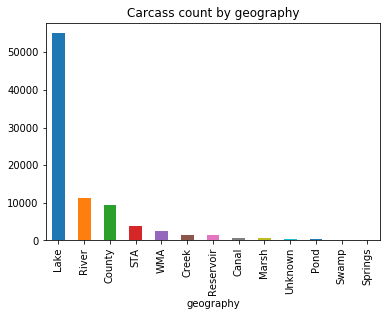 Carcass count by geography
50000
40000
30000
20000
10000
0
Lake
River
County
STA
WMA
Creek
Reservoir
Canal
Marsh
Unknown
Pond
Swamp
Springs
geography